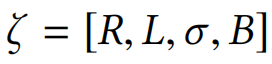 ζ = [R, L, σ, B]